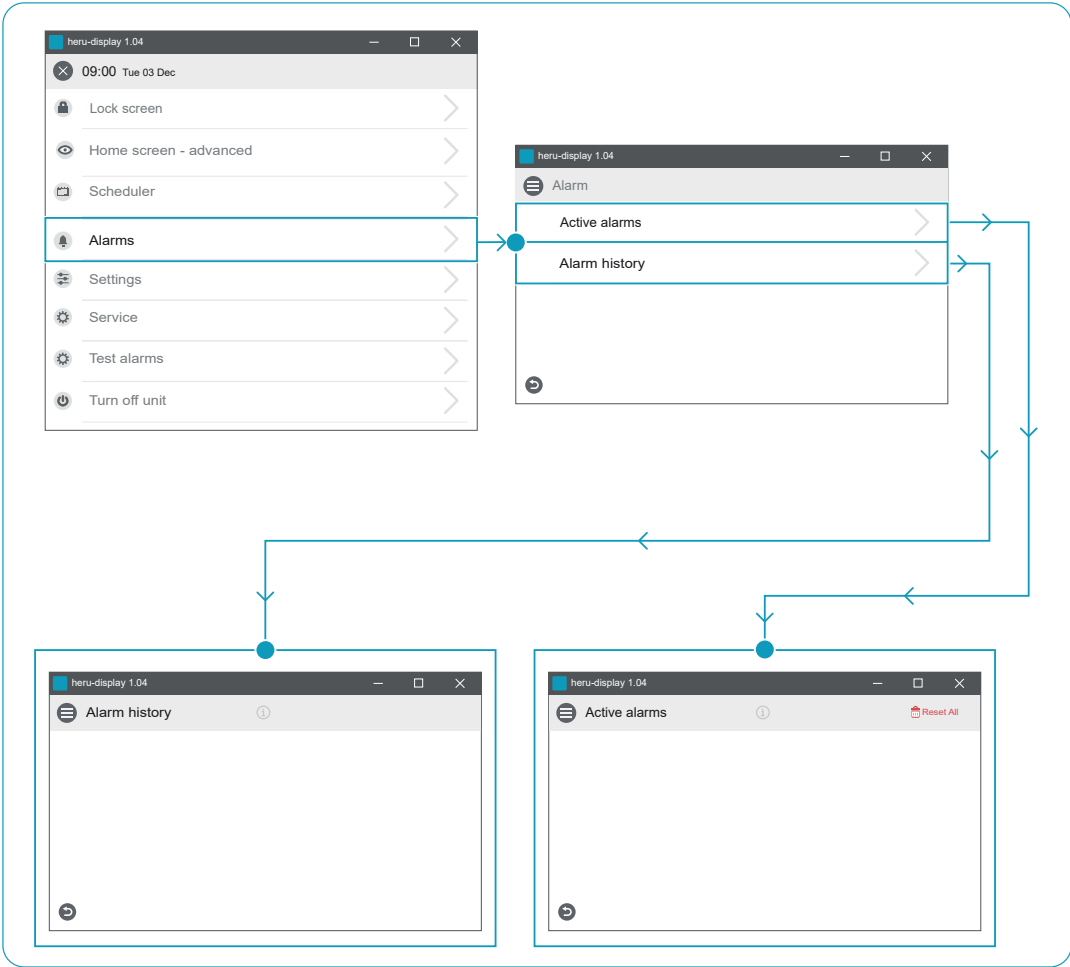 heru-display 1.04
09:00 Tue 03 Dec
Lock screen
Home screen - advanced
Scheduler
Alarms
Settings
Service
Test alarms
Turn off unit
heru-display 1.04
Alarm
Active alarms
Alarm history
heru-display 1.04
Alarm history
heru-display 1.04
Active alarms
Reset All